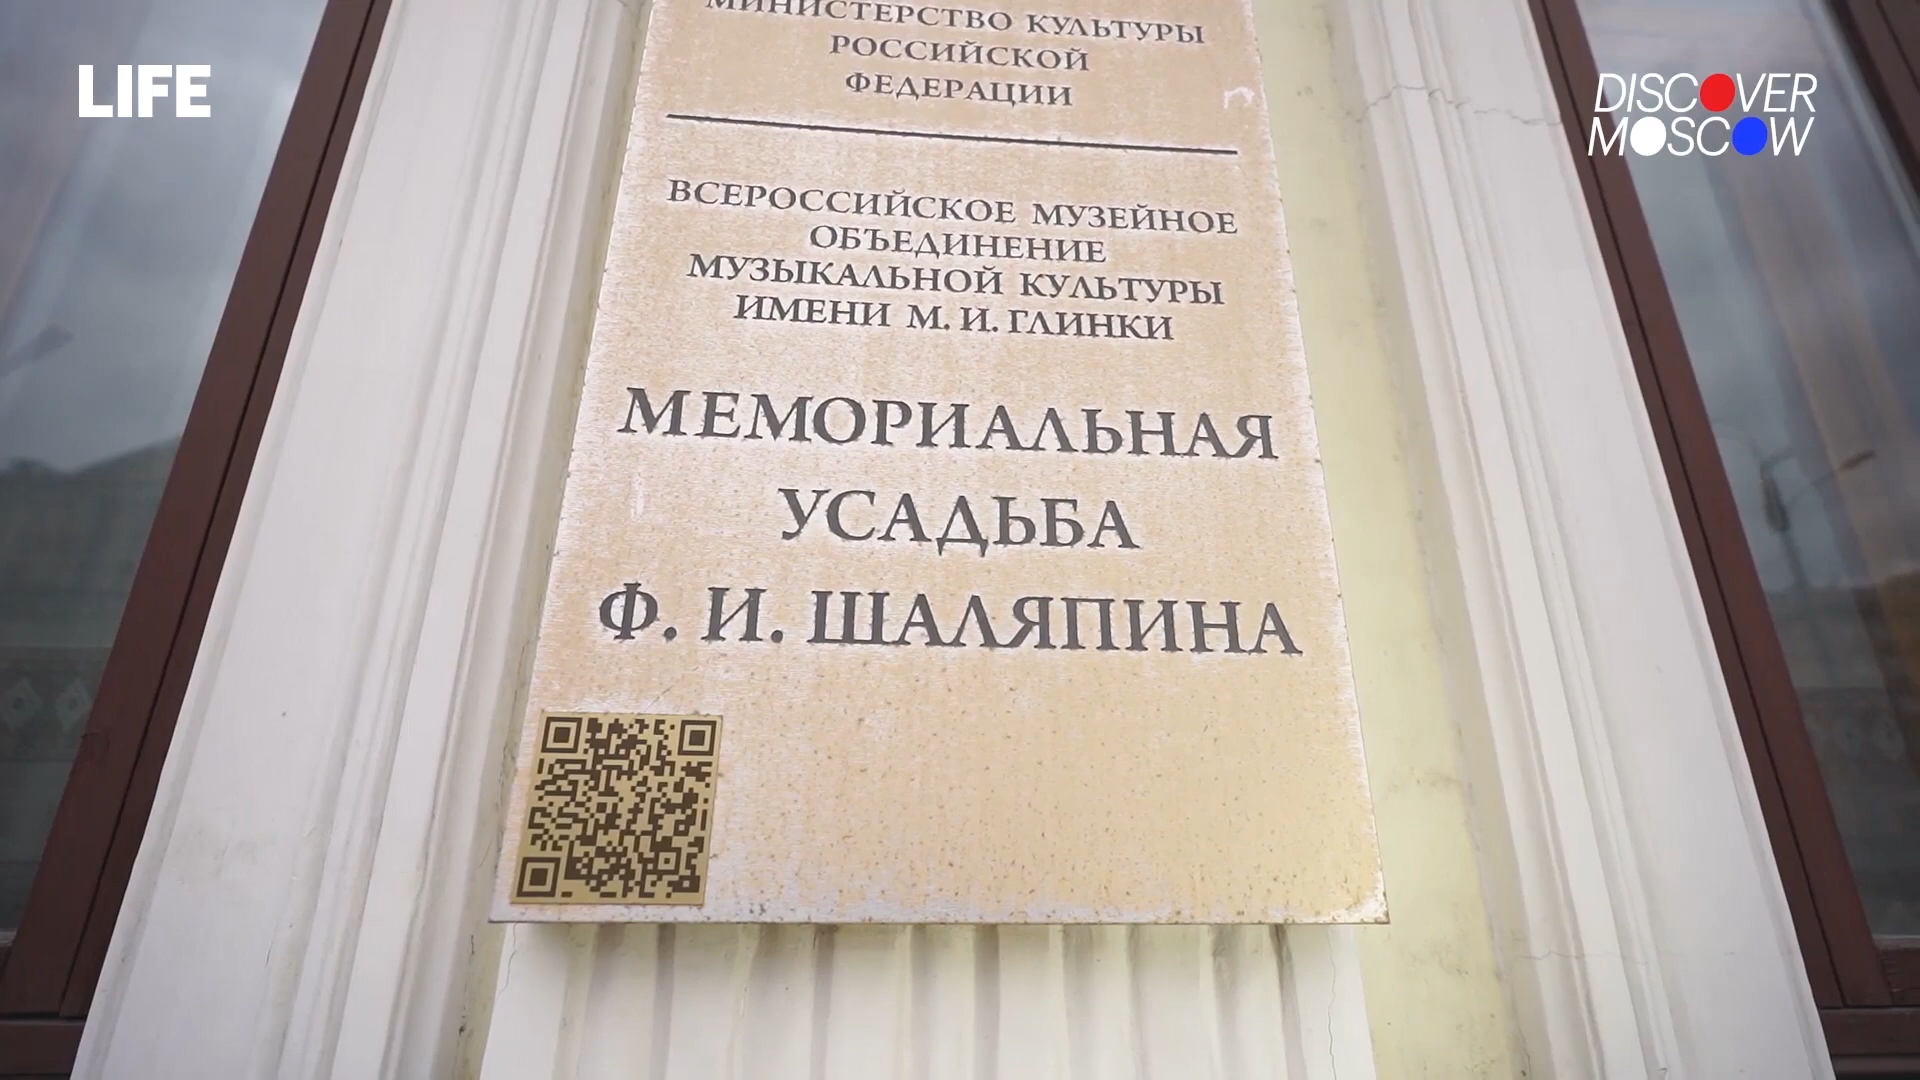 LIFE
DISCOVER
MOSCOW
МИНИСТЕРСТВО КУЛЬТУРЫ
РОССИЙСКОЙ
ФЕДЕРАЦИИ
ВСЕРОССИЙСКОЕ МУЗЕЙНОЕ
ОБЪЕДИНЕНИЕ
МУЗЫКАЛЬНОЙ КУЛЬТУРЫ
ИМЕНИ М. И. ГЛИНКИ
МЕМОРИАЛЬНАЯ
УСАДЬБА
Ф. И. ШАЛЯПИНА